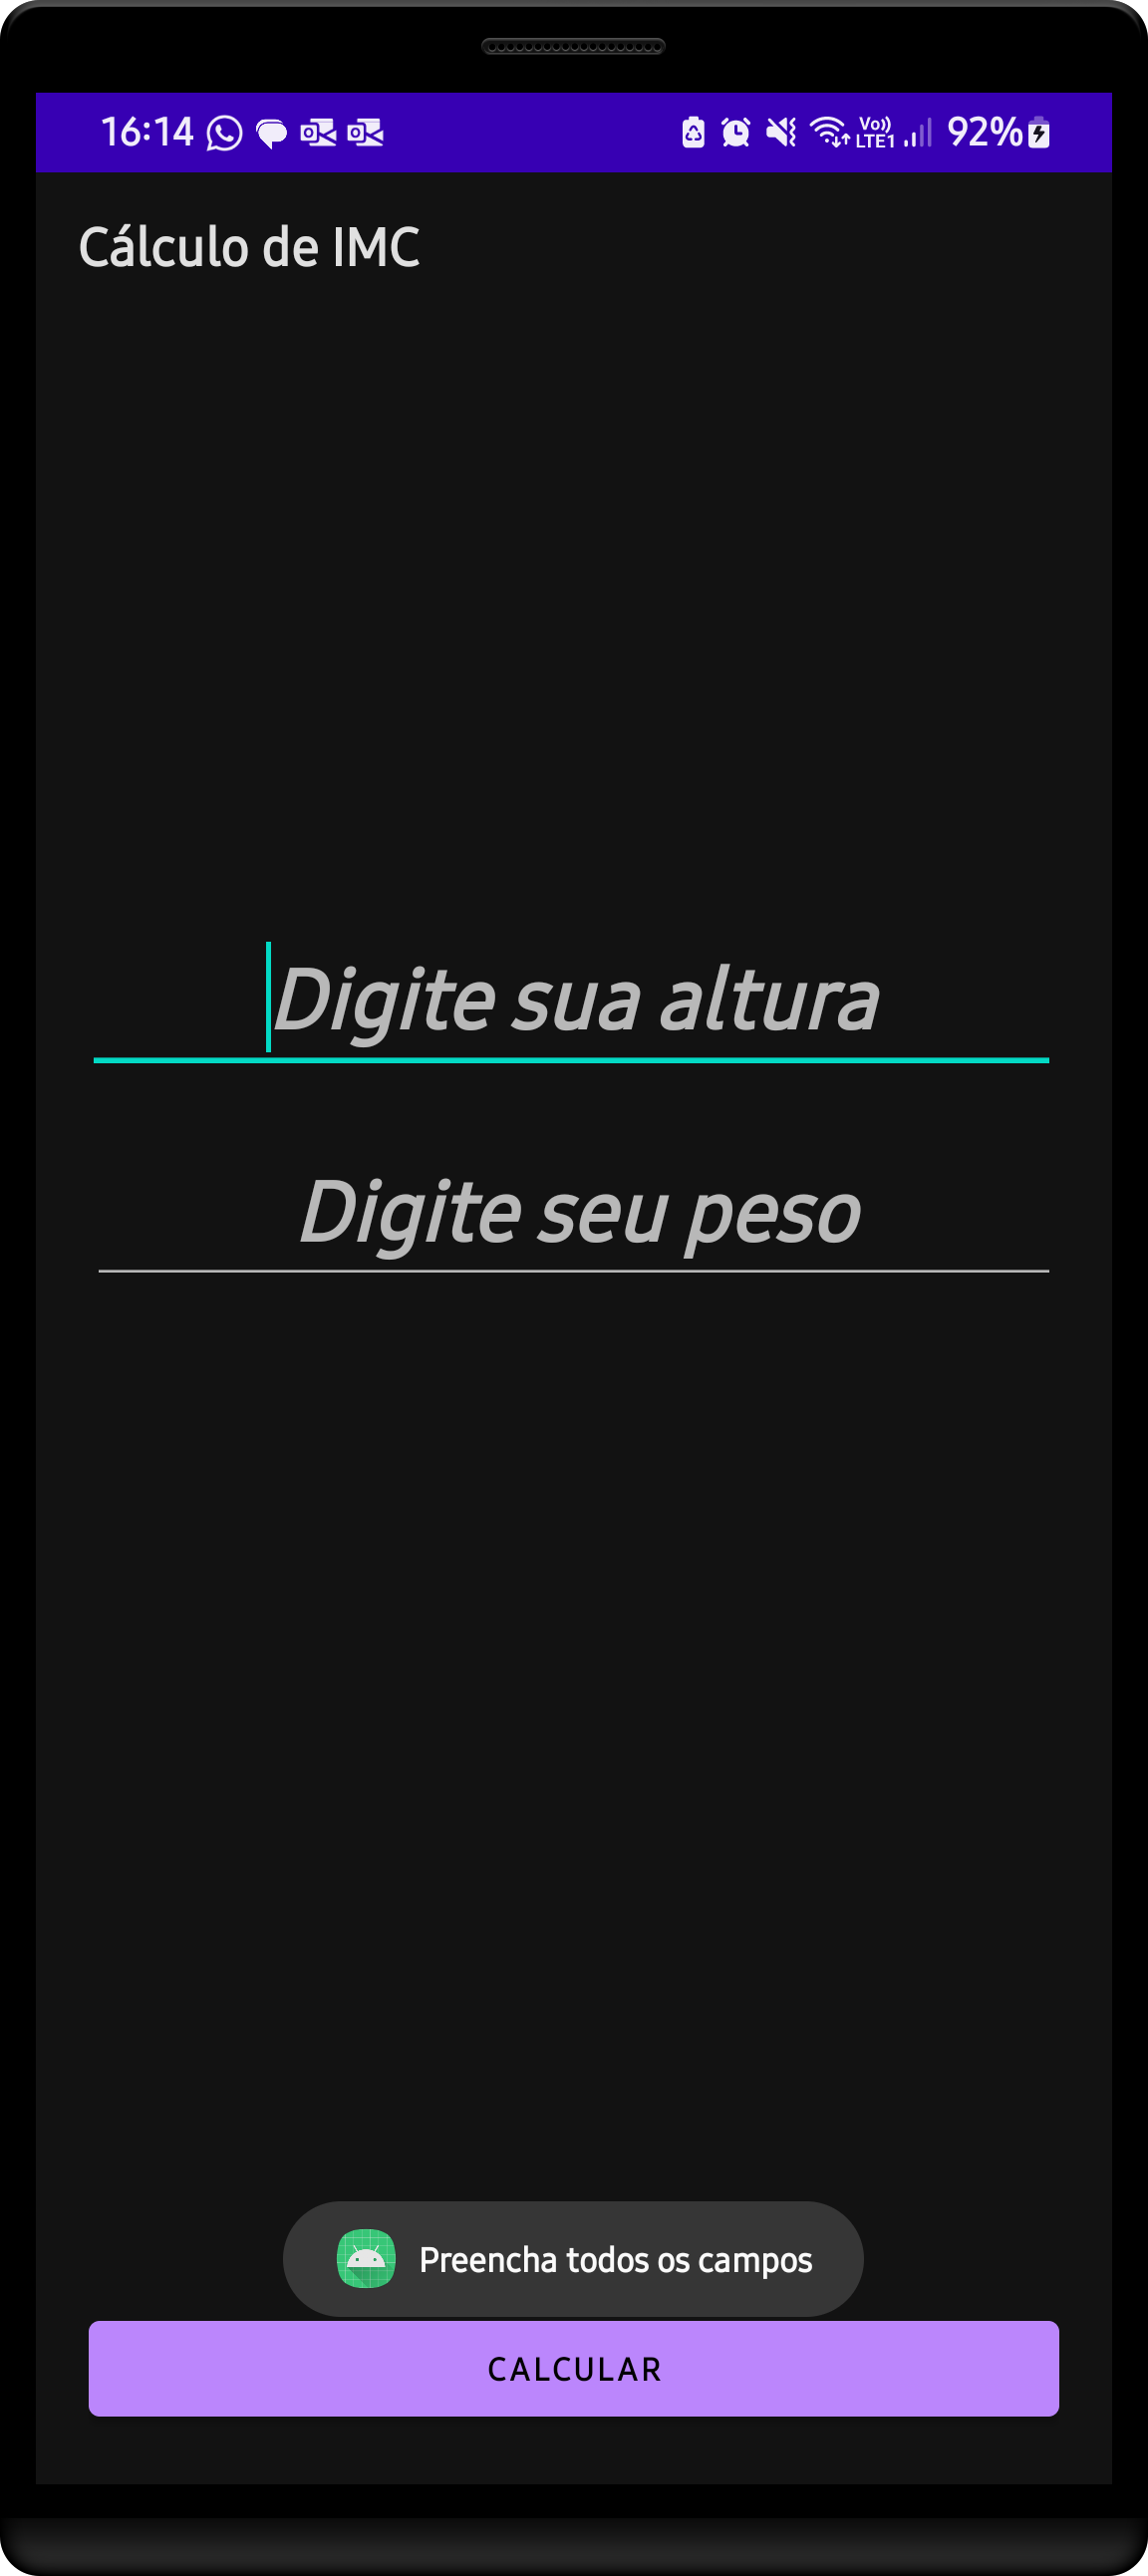 16:14
Vo)) LTE1 92%
Cálculo de IMC
Digite sua altura
Digite seu peso
Preencha todos os campos
CALCULAR